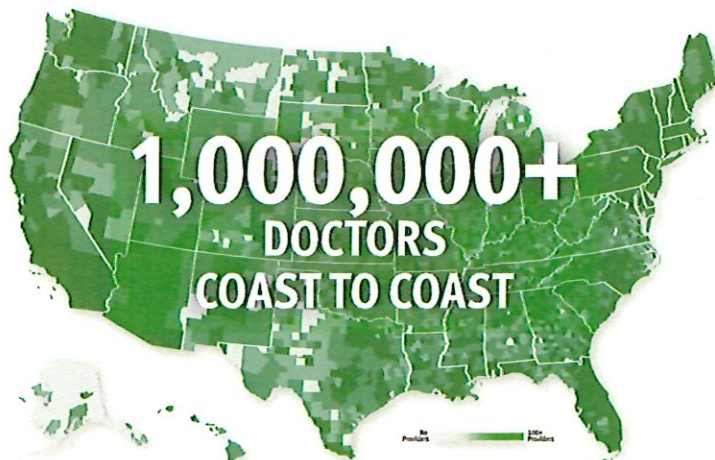 1,000,000+
DOCTORS
COAST TO COAST
No
Providers
100+
Providers